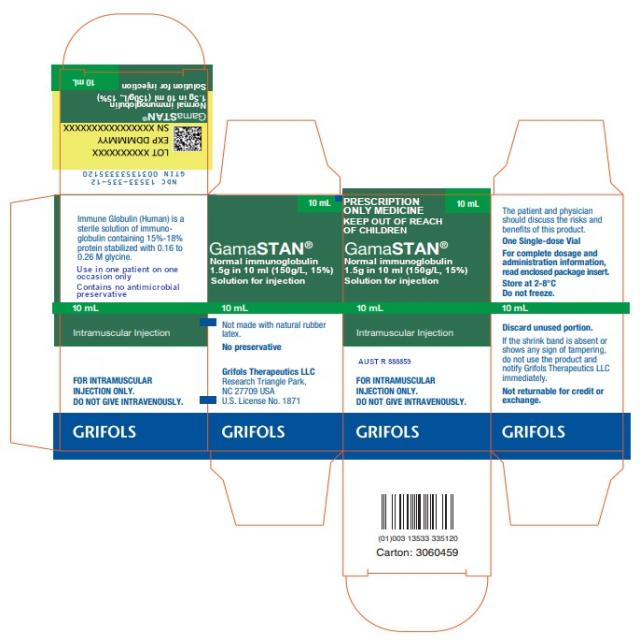 10 mL
Solution for injection
1.5g in 10 ml (150g/L, 15%)
Normal immunoglobulin
GamaSTAN®
SN XXXXXXXXXXXXXXXXXX
EXP DDMMMYY
LOT XXXXXXXXXX
GTIN 00313533335120
NDC 13533-335-12
Immune Globulin (Human) is a
sterile solution of immuno-
globulin containing 15%-18%
protein stabilized with 0.16 to
0.26 M glycine.
Use in one patient on one
occasion only
Contains no antimicrobial
preservative
10 mL
Intramuscular Injection
FOR INTRAMUSCULAR
INJECTION ONLY.
DO NOT GIVE INTRAVENOUSLY.
GRIFOLS
10 mL
GamaSTAN®
Normal immunoglobulin
1.5g in 10 ml (150g/L, 15%)
Solution for injection
10 mL
Not made with natural rubber
latex.
No preservative
Grifols Therapeutics LLC
Research Triangle Park,
NC 27709 USA
U.S. License No. 1871
GRIFOLS
PRESCRIPTION
ONLY MEDICINE
KEEP OUT OF REACH
OF CHILDREN
10 mL
GamaSTAN®
Normal immunoglobulin
1.5g in 10 ml (150g/L, 15%)
Solution for injection
10 mL
Intramuscular Injection
AUST R 888859
FOR INTRAMUSCULAR
INJECTION ONLY.
DO NOT GIVE INTRAVENOUSLY.
GRIFOLS
The patient and physician
should discuss the risks and
benefits of this product.
One Single-dose Vial
For complete dosage and
administration information,
read enclosed package insert.
Store at 2-8°C
Do not freeze.
10 mL
Discard unused portion.
If the shrink band is absent or
shows any sign of tampering,
do not use the product and
notify Grifols Therapeutics LLC
immediately.
Not returnable for credit or
exchange.
GRIFOLS
(01)003 13533 335120
Carton: 3060459